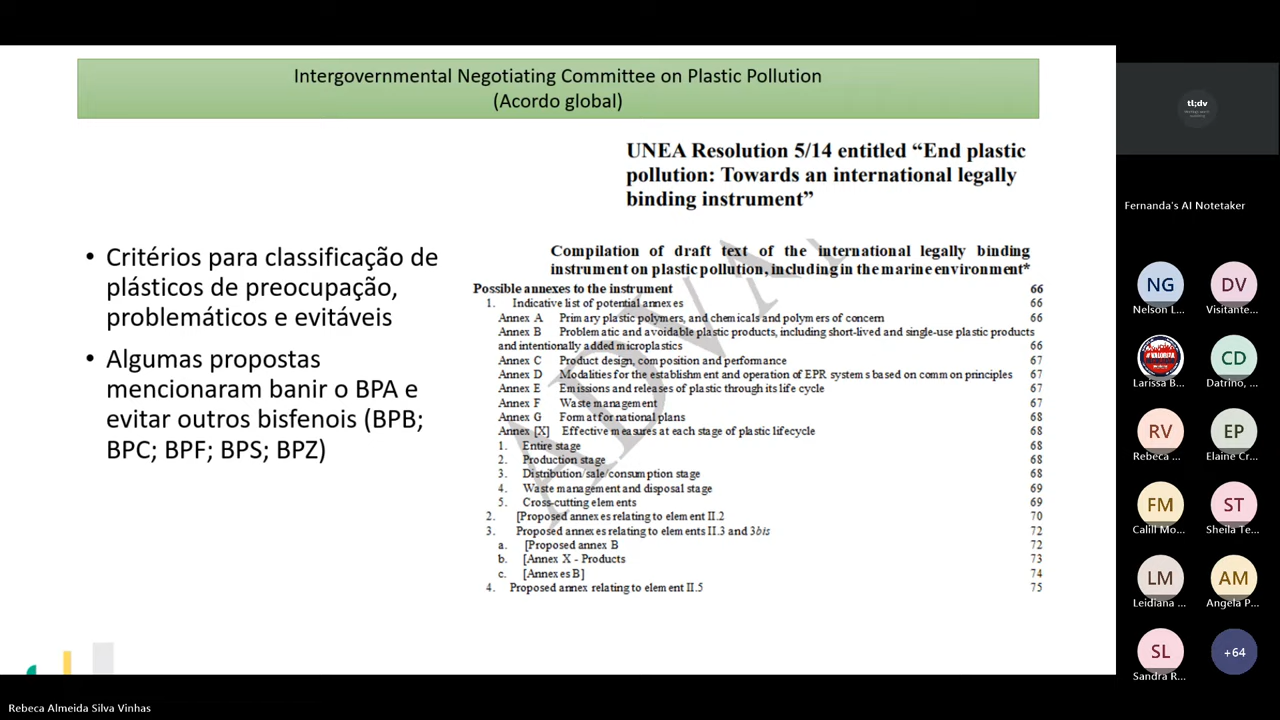 Intergovernmental Negotiating Committee on Plastic Pollution
(Acordo global)
UNEA Resolution 5/14 entitled “End plastic
pollution: Towards an international legally
binding instrument”
• Critérios para classificação de
plásticos de preocupação,
problemáticos e evitáveis
• Algumas propostas
mencionaram banir o BPA e
evitar outros bisfenois (BPB;
BPC; BPF; BPS; BPZ)
Compilation of draft text of the international legally binding
instrument on plastic pollution, including in the marine environment*
Possible annexes to the instrument 66
1. Indicative list of potential annexes 66
Annex A Primary plastic polymers, and chemicals and polymers of concern 66
Annex B Problematic and avoidable plastic products, including short-lived and single-use plastic products
and intentionally added microplastics 66
Annex C Product design, composition and performance 67
Annex D Modalities for the establishment and operation of EPR systems based on common principles 67
Annex E Emissions and releases of plastic through its life cycle 67
Annex F Waste management 67
Annex G Format for national plans 68
Annex [X] Effective measures at each stage of plastic lifecycle 68
1. Entire stage 68
2. Production stage 68
3. Distribution/sale/consumption stage 68
4. Waste management and disposal stage 69
5. Cross-cutting elements 69
2. [Proposed annexes relating to element II.2 70
3. Proposed annexes relating to elements II.3 and 3bis 72
a. [Proposed annex B 72
b. [Annex X - Products 73
c. [Annexes B] 74
4. Proposed annex relating to element II.5 75
ADVA
tl;dv
Fernanda's AI Notetaker
NG
DV
Nelson L...
Visitante...
CD
Larissa B...
Datrino, ...
RV
EP
Rebeca ...
Elaine Cr...
FM
ST
Calill Mo...
Sheila Te...
LM
AM
Leidiana ...
Angela P...
SL
+64
Sandra R...
Rebeca Almeida Silva Vinhas